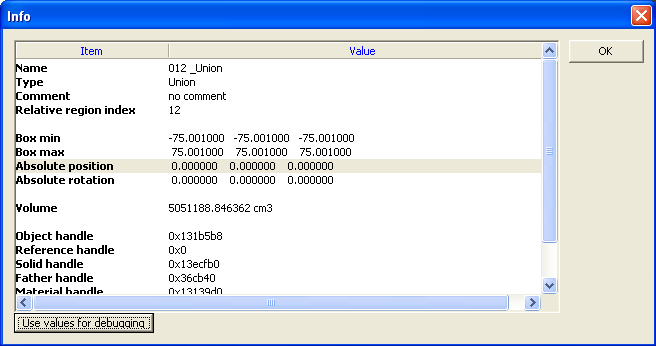 Info
Item Value
Name 012 _Union
Type Union
Comment no comment
Relative region index 12
Box min -75.001000 -75.001000 -75.001000
Box max 75.001000 75.001000 75.001000
Absolute position 0.000000 0.000000 0.000000
Absolute rotation 0.000000 0.000000 0.000000
Volume 5051188.846362 cm3
Object handle 0x131b5b8
Reference handle 0x0
Solid handle 0x13ecfb0
Father handle 0x36cb40
Material handle 0x13139d0
OK
Use values for debugging